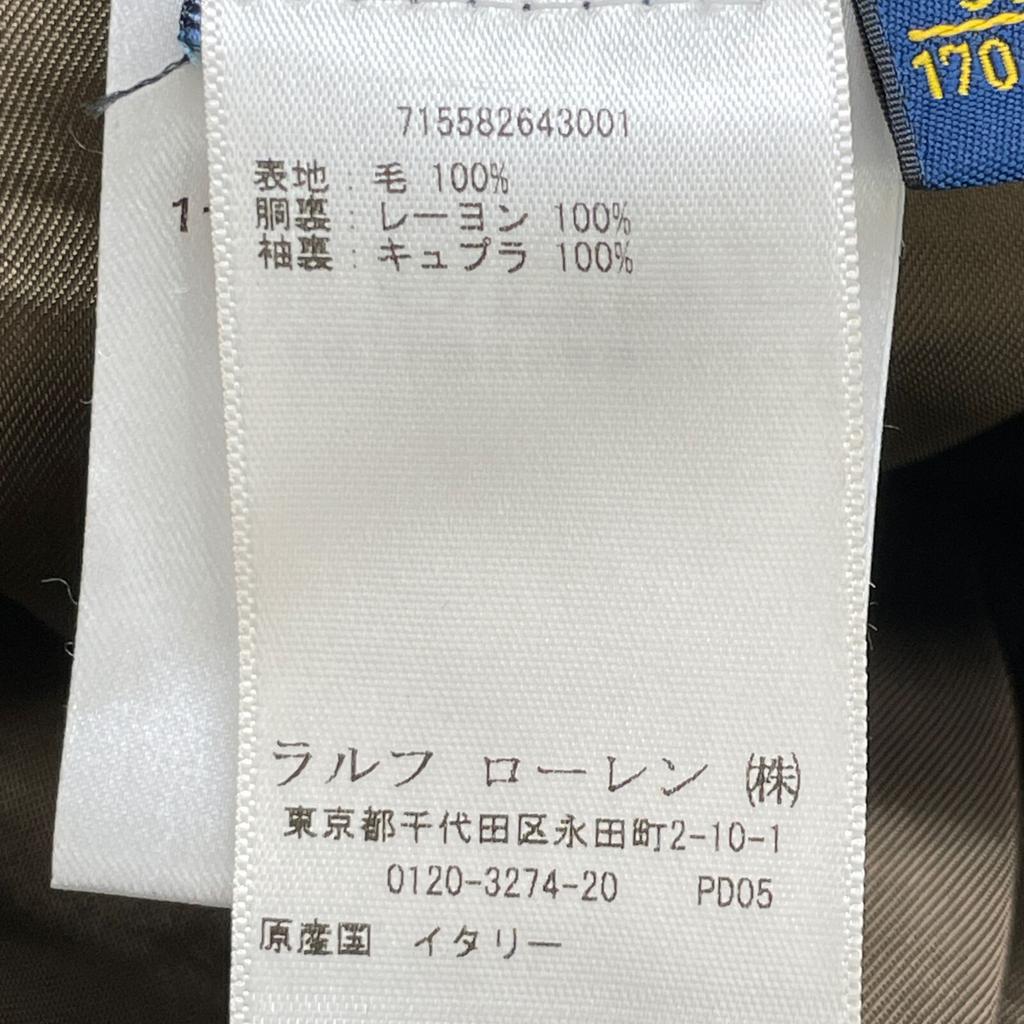 170
715582643001
表地：毛 100%
胴裏：レーヨン 100%
袖裏：キュプラ 100%
ラルフ ローレン ㈱
東京都千代田区永田町2-10-1
0120-3274-20 PD05
原産国 イタリー